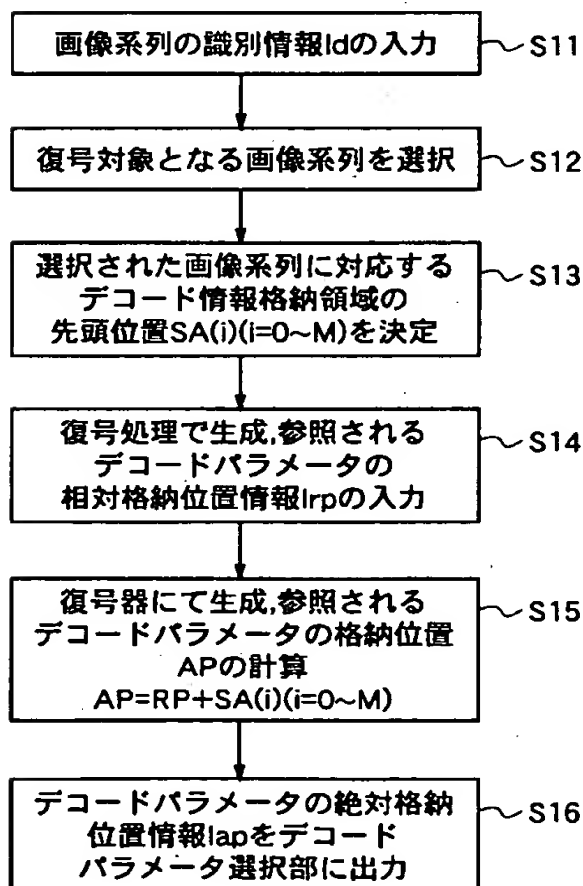 画像系列の識別情報Idの入力
S11
復号対象となる画像系列を選択
S12
選択された画像系列に対応する
デコード情報格納領域の
先頭位置SA(i)(i=0~M)を決定
S13
復号処理で生成,参照される
デコードパラメータの
相対格納位置情報Irpの入力
S14
復号器にて生成,参照される
デコードパラメータの格納位置
APの計算
AP=RP+SA(i)(i=0~M)
S15
デコードパラメータの絶対格納
位置情報Iapをデコード
パラメータ選択部に出力
S16